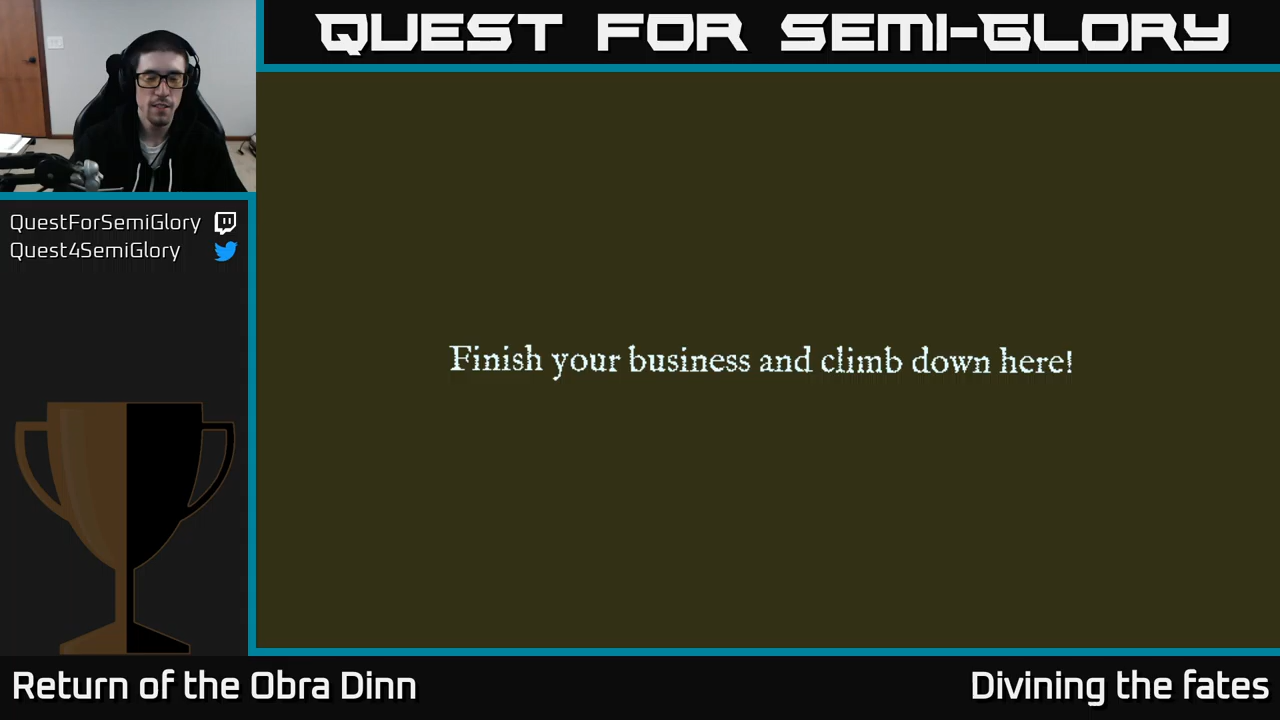 QUEST FOR SEMI-GLORY
QuestForSemiGlory
Quest4SemiGlory
Finish your business and climb down here!
Return of the Obra Dinn
Divining the fates